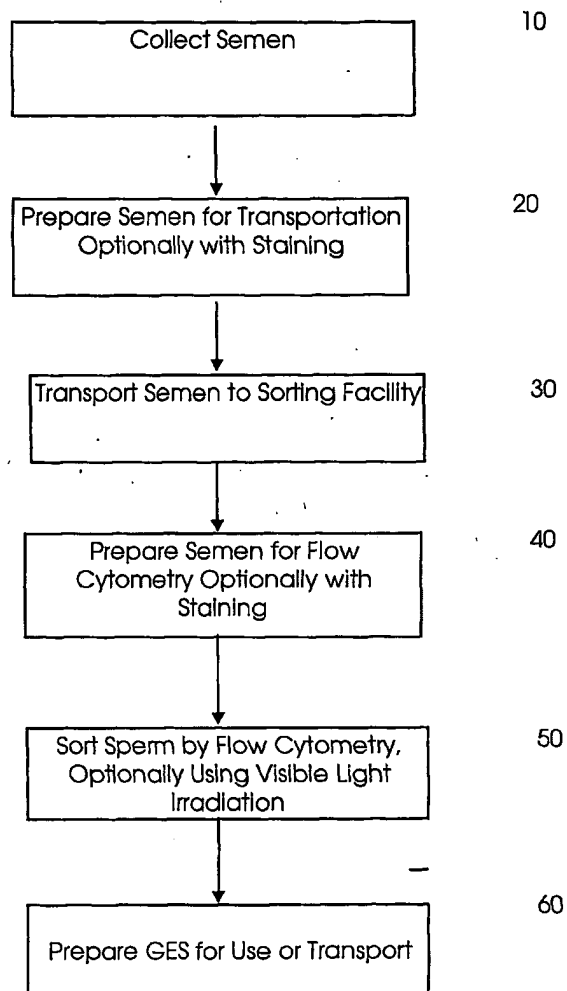 10
Collect Semen
20
Prepare Semen for Transportation
Optionally with Staining
30
Transport Semen to Sorting Facility
40
Prepare Semen for Flow
Cytometry Optionally with
Staining
50
Sort Sperm by Flow Cytometry,
Optionally Using Visible Light
Irradiation
60
Prepare GES for Use or Transport